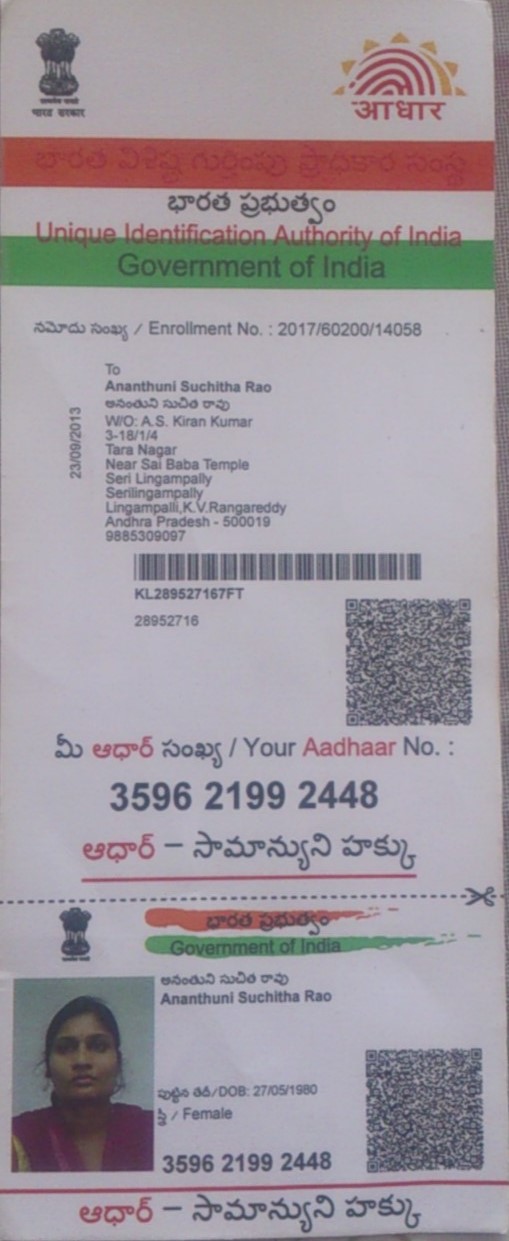 भारत सरकार
आधार
భారత విశిష్ట గుర్తింపు ప్రాధికార సంస్థ
భారత ప్రభుత్వం
Unique Identification Authority of India
Government of India
నమోదు సంఖ్య / Enrollment No. : 2017/60200/14058
23/09/2013
To
Ananthuni Suchitha Rao
అనంతుని సుచిత రావు
W/O: A.S. Kiran Kumar
3-18/1/4
Tara Nagar
Near Sai Baba Temple
Seri Lingampally
Serilingampally
Lingampalli,K.V.Rangareddy
Andhra Pradesh - 500019
9885309097
KL289527167FT
28952716
మీ ఆధార్ సంఖ్య / Your Aadhaar No. :
3596 2199 2448
ఆధార్ – సామాన్యుని హక్కు
భారత ప్రభుత్వం
Government of India
అనంతుని సుచిత రావు
Ananthuni Suchitha Rao
పుట్టిన తేదీ/DOB: 27/05/1980
స్త్రీ / Female
3596 2199 2448
ఆధార్ – సామాన్యుని హక్కు